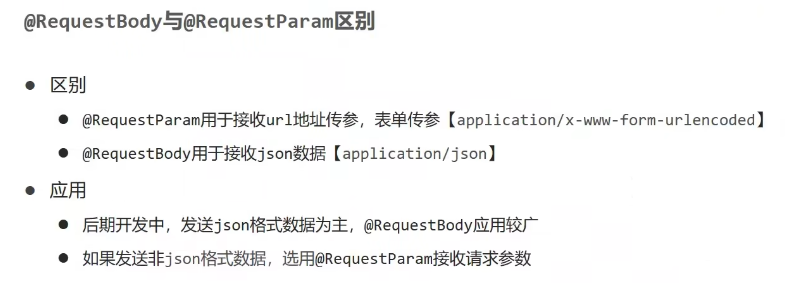 @RequestBody与@RequestParam区别
● 区别
● @RequestParam用于接收url地址传参，表单传参【application/x-www-form-urlencoded】
● @RequestBody用于接收json数据【application/json】
● 应用
● 后期开发中，发送json格式数据为主，@RequestBody应用较广
● 如果发送非json格式数据，选用@RequestParam接收请求参数